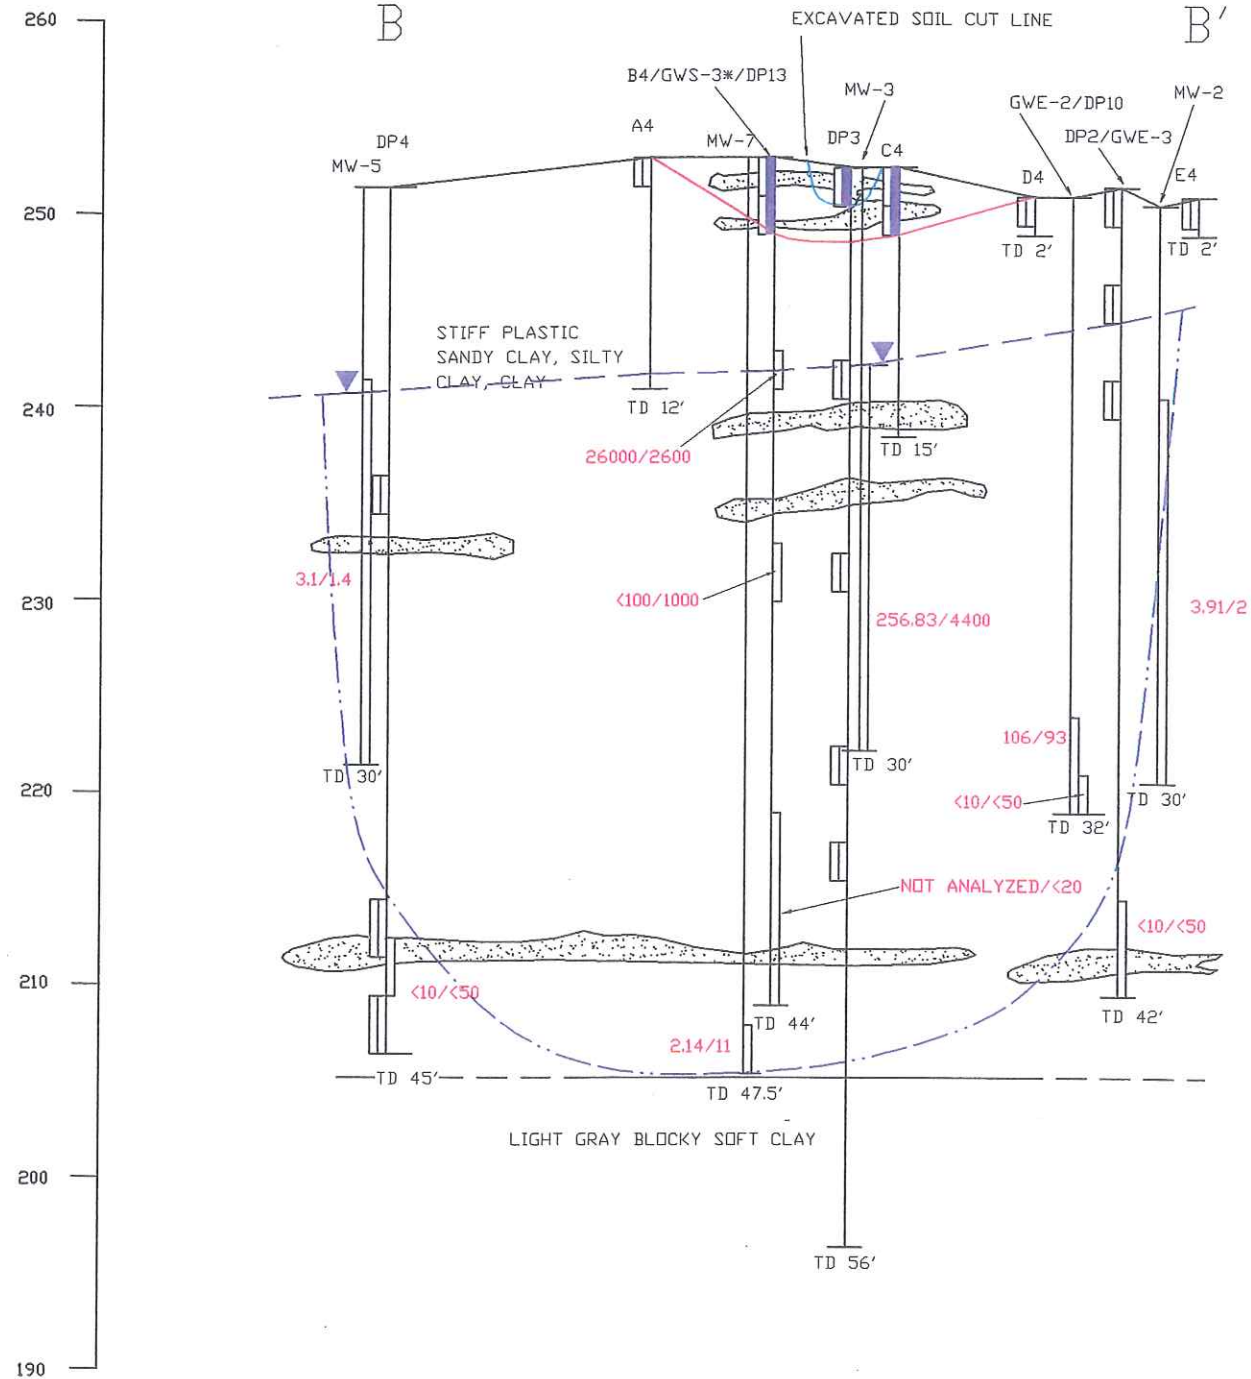 260
B
EXCAVATED SOIL CUT LINE
B'
B4/GWS-3*/DP13
MW-3
GWE-2/DP10
MW-2
A4
MW-7
DP3
C4
DP2/GWE-3
DP4
MW-5
D4
E4
250
TD 2'
TD 2'
STIFF PLASTIC
SANDY CLAY, SILTY
CLAY, CLAY
240
TD 12'
26000/2600
TD 15'
3.1/1.4
230
<100/1000
256.83/4400
3.91/2
106/93
TD 30'
TD 30'
220
<10/<50
TD 30'
TD 32'
NOT ANALYZED/<20
<10/<50
210
<10/<50
TD 44'
TD 42'
2.14/11
TD 45'
TD 47.5'
LIGHT GRAY BLOCKY SOFT CLAY
200
TD 56'
190